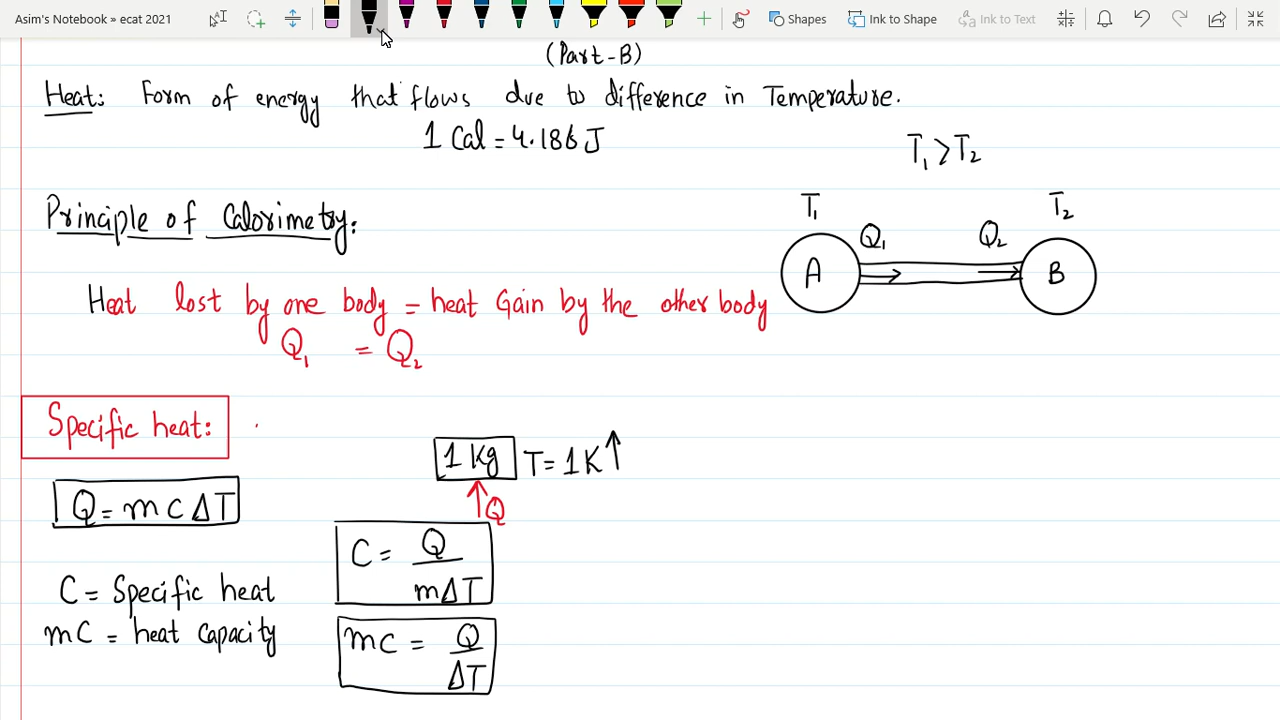 Asim's Notebook » ecat 2021
Shapes
Ink to Shape
Ink to Text
(Part-B)
Heat: Form of energy that flows due to difference in Temperature.
1 Cal = 4.186 J
T₁ > T₂
T₁
T₂
Principle of Calorimetry:
Q₁
Q₂
A
B
Heat lost by one body = heat Gain by the other body
Q₁ = Q₂
Specific heat:
1 Kg T = 1K↑
↑Q
Q = m C ΔT
C = Q / mΔT
C = Specific heat
mC = heat capacity
mC = Q / ΔT